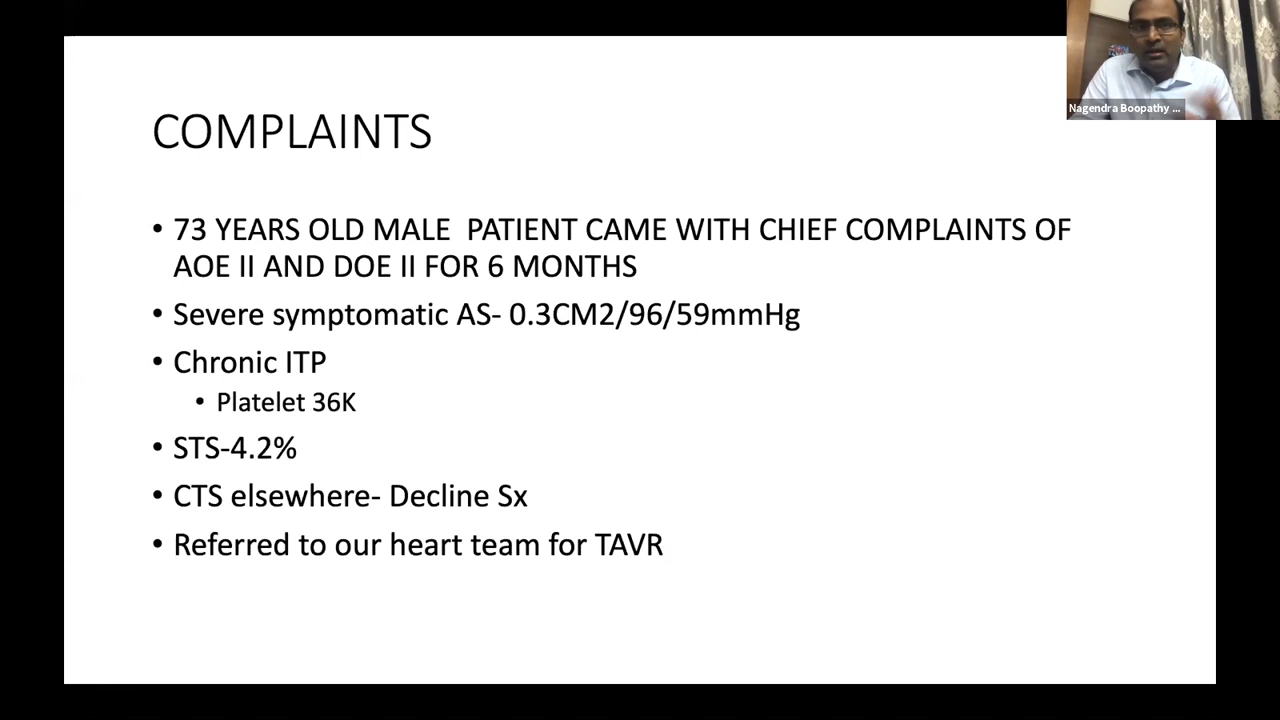 Nagendra Boopathy ...
COMPLAINTS
• 73 YEARS OLD MALE  PATIENT CAME WITH CHIEF COMPLAINTS OF
AOE II AND DOE II FOR 6 MONTHS
• Severe symptomatic AS- 0.3CM2/96/59mmHg
• Chronic ITP
• Platelet 36K
• STS-4.2%
• CTS elsewhere- Decline Sx
• Referred to our heart team for TAVR